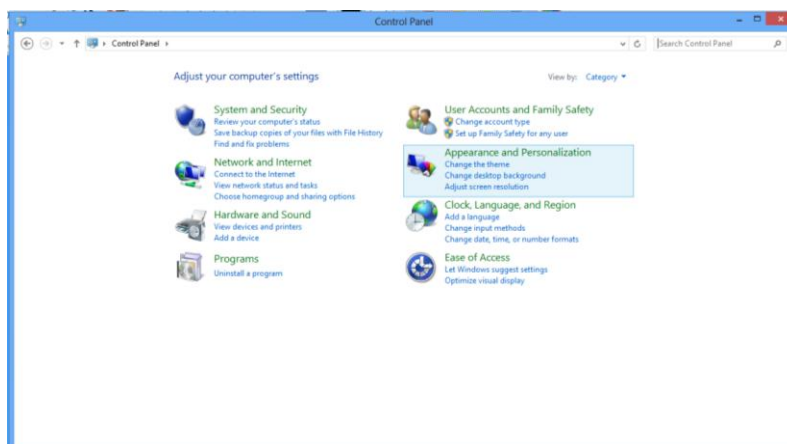 Control Panel
Control Panel
Search Control Panel
Adjust your computer's settings
View by: Category
System and Security
Review your computer's status
Save backup copies of your files with File History
Find and fix problems
Network and Internet
Connect to the Internet
View network status and tasks
Choose homegroup and sharing options
Hardware and Sound
View devices and printers
Add a device
Programs
Uninstall a program
User Accounts and Family Safety
Change account type
Set up Family Safety for any user
Appearance and Personalization
Change the theme
Change desktop background
Adjust screen resolution
Clock, Language, and Region
Add a language
Change input methods
Change date, time, or number formats
Ease of Access
Let Windows suggest settings
Optimize visual display